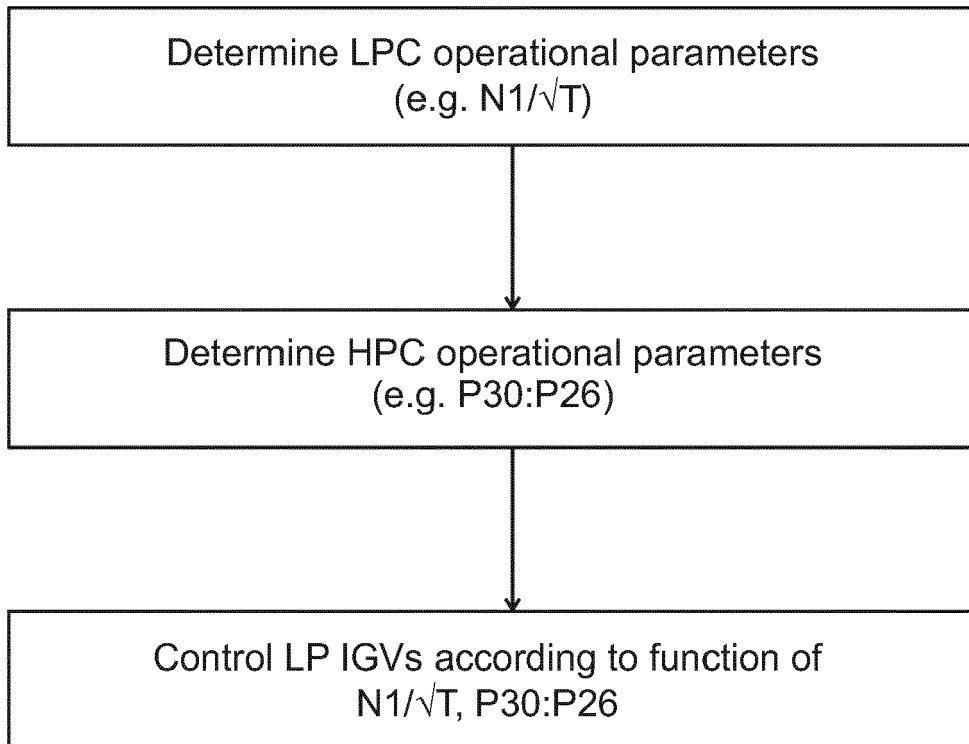 Determine LPC operational parameters
(e.g. N1/√T)
Determine HPC operational parameters
(e.g. P30:P26)
Control LP IGVs according to function of
N1/√T, P30:P26